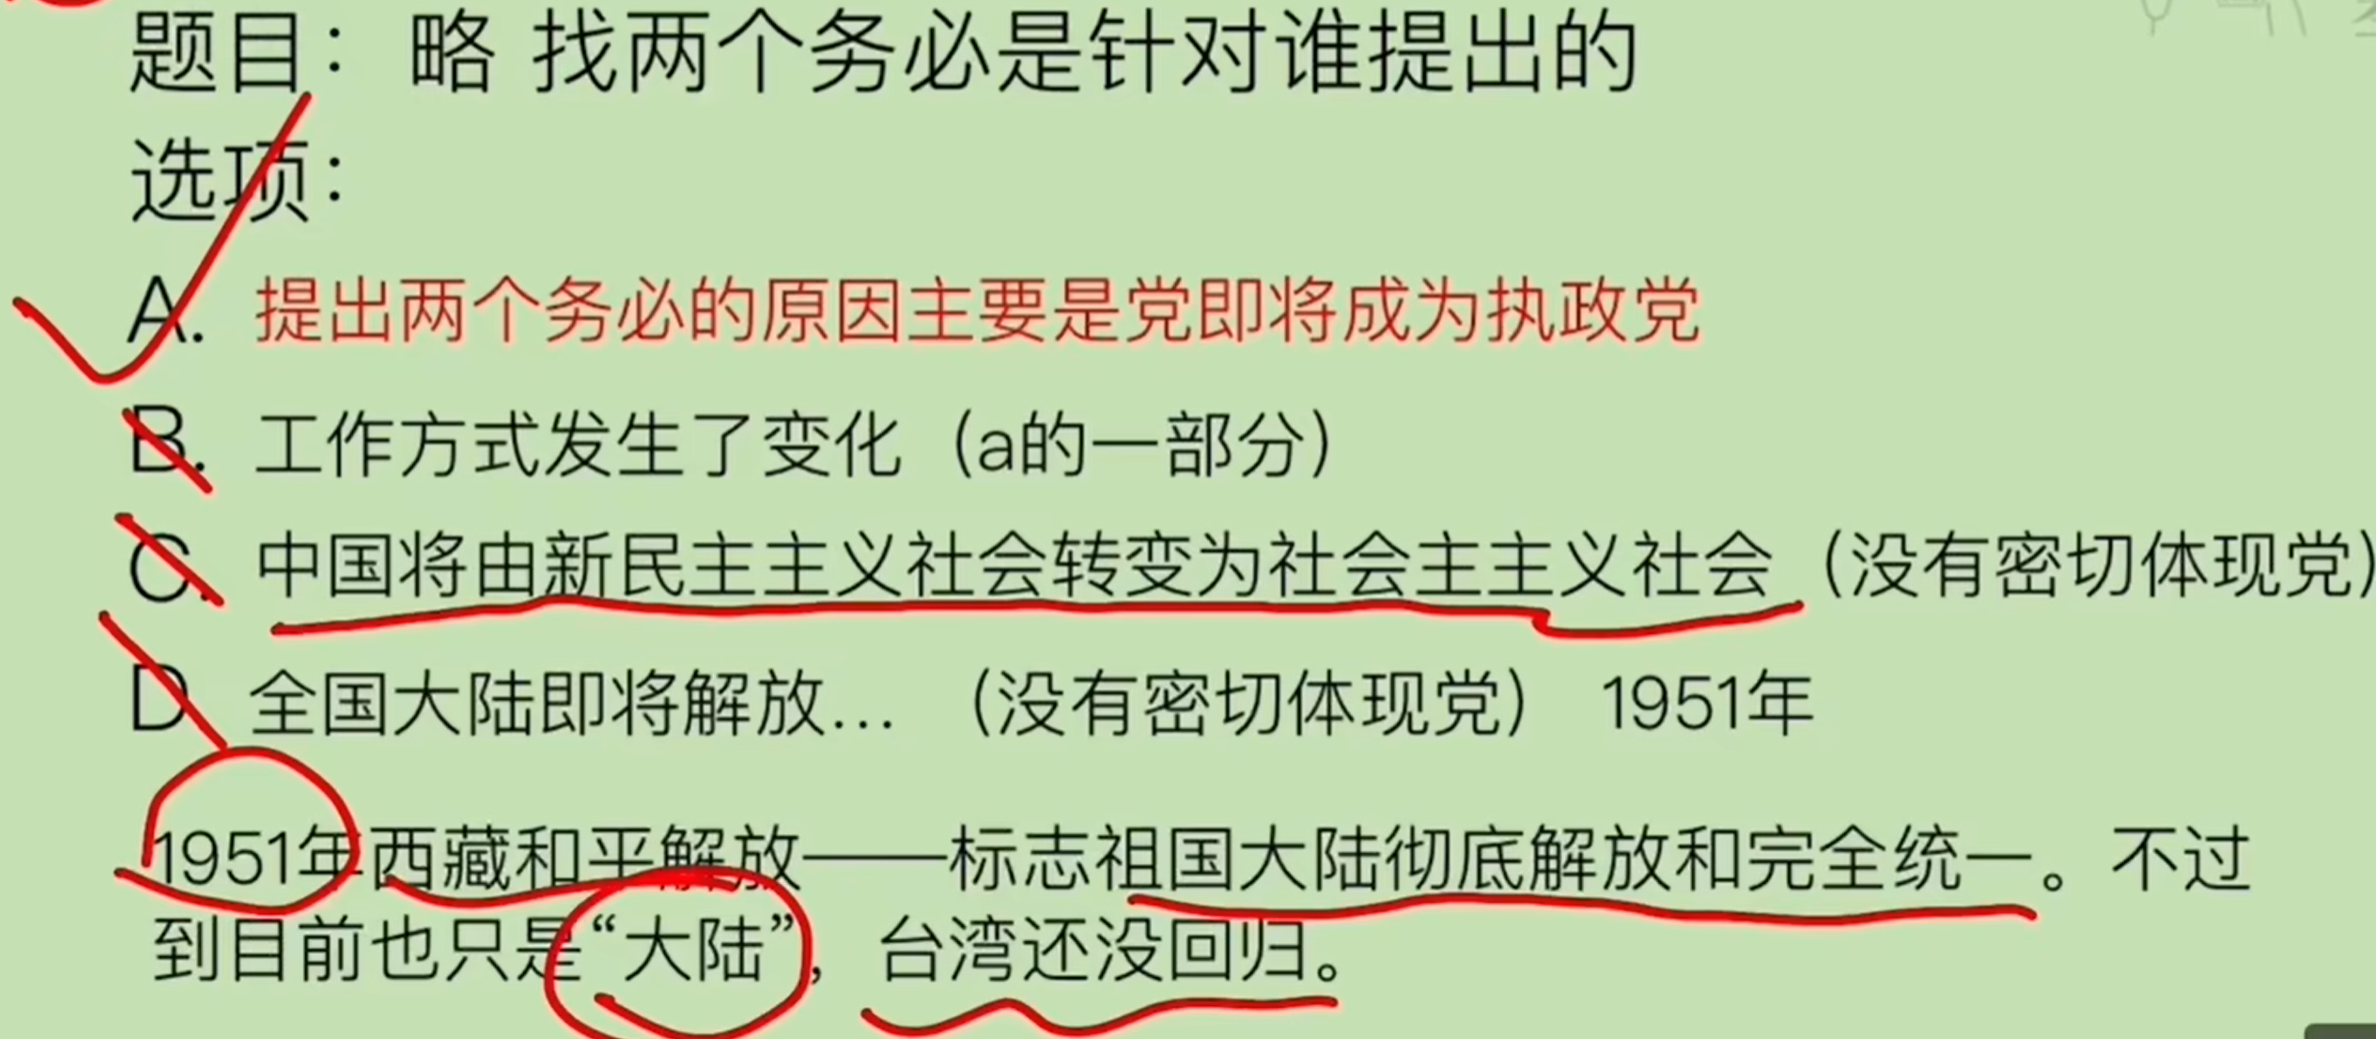 题目：略 找两个务必是针对谁提出的
选项：
A. 提出两个务必的原因主要是党即将成为执政党
B. 工作方式发生了变化（a的一部分）
C. 中国将由新民主主义社会转变为社会主义社会（没有密切体现党）
D 全国大陆即将解放…（没有密切体现党） 1951年
1951年西藏和平解放——标志祖国大陆彻底解放和完全统一。不过
到目前也只是“大陆”，台湾还没回归。